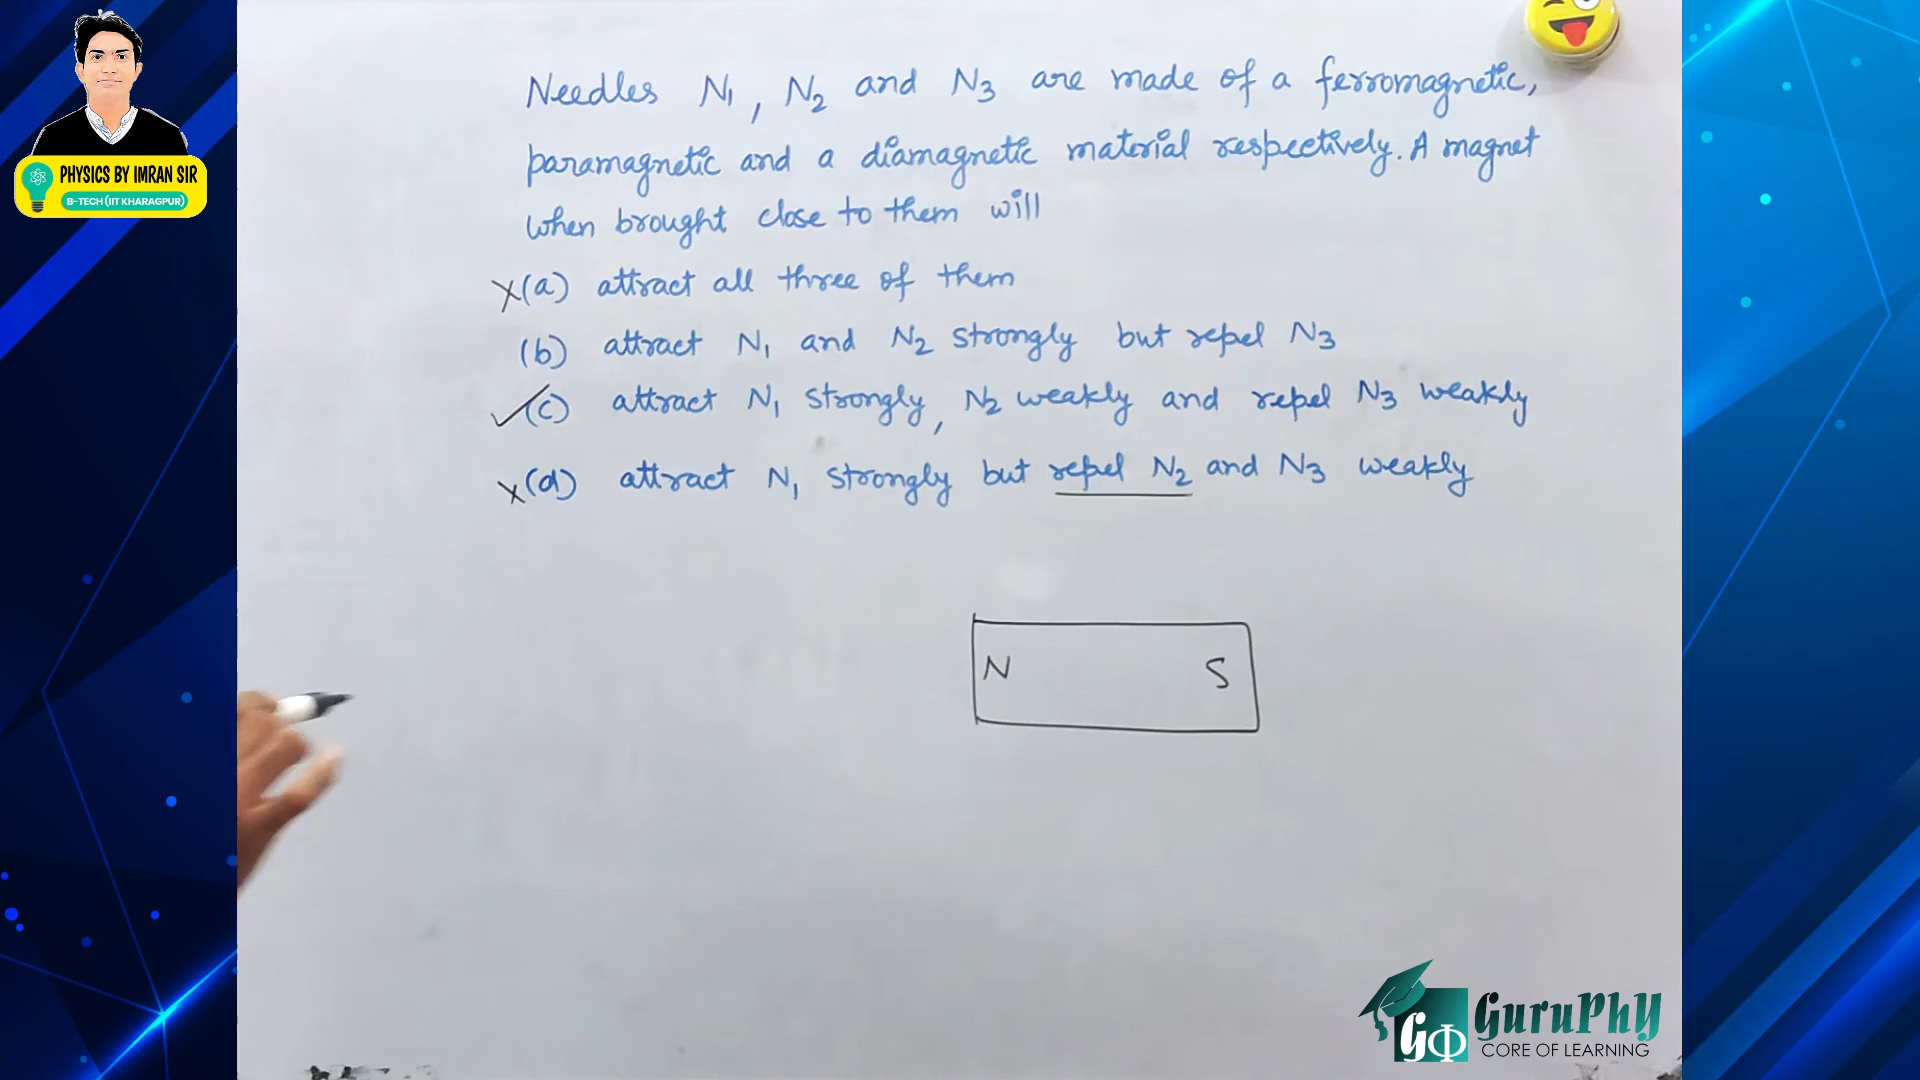 PHYSICS BY IMRAN SIR
B-TECH (IIT KHARAGPUR)
Needles N1, N2 and N3 are made of a ferromagnetic,
paramagnetic and a diamagnetic material respectively. A magnet
when brought close to them will
x(a) attract all three of them
(b) attract N1 and N2 strongly but repel N3
✓(c) attract N1 strongly, N2 weakly and repel N3 weakly
x(d) attract N1 strongly but repel N2 and N3 weakly
N S
GΦ GuruPhy
CORE OF LEARNING